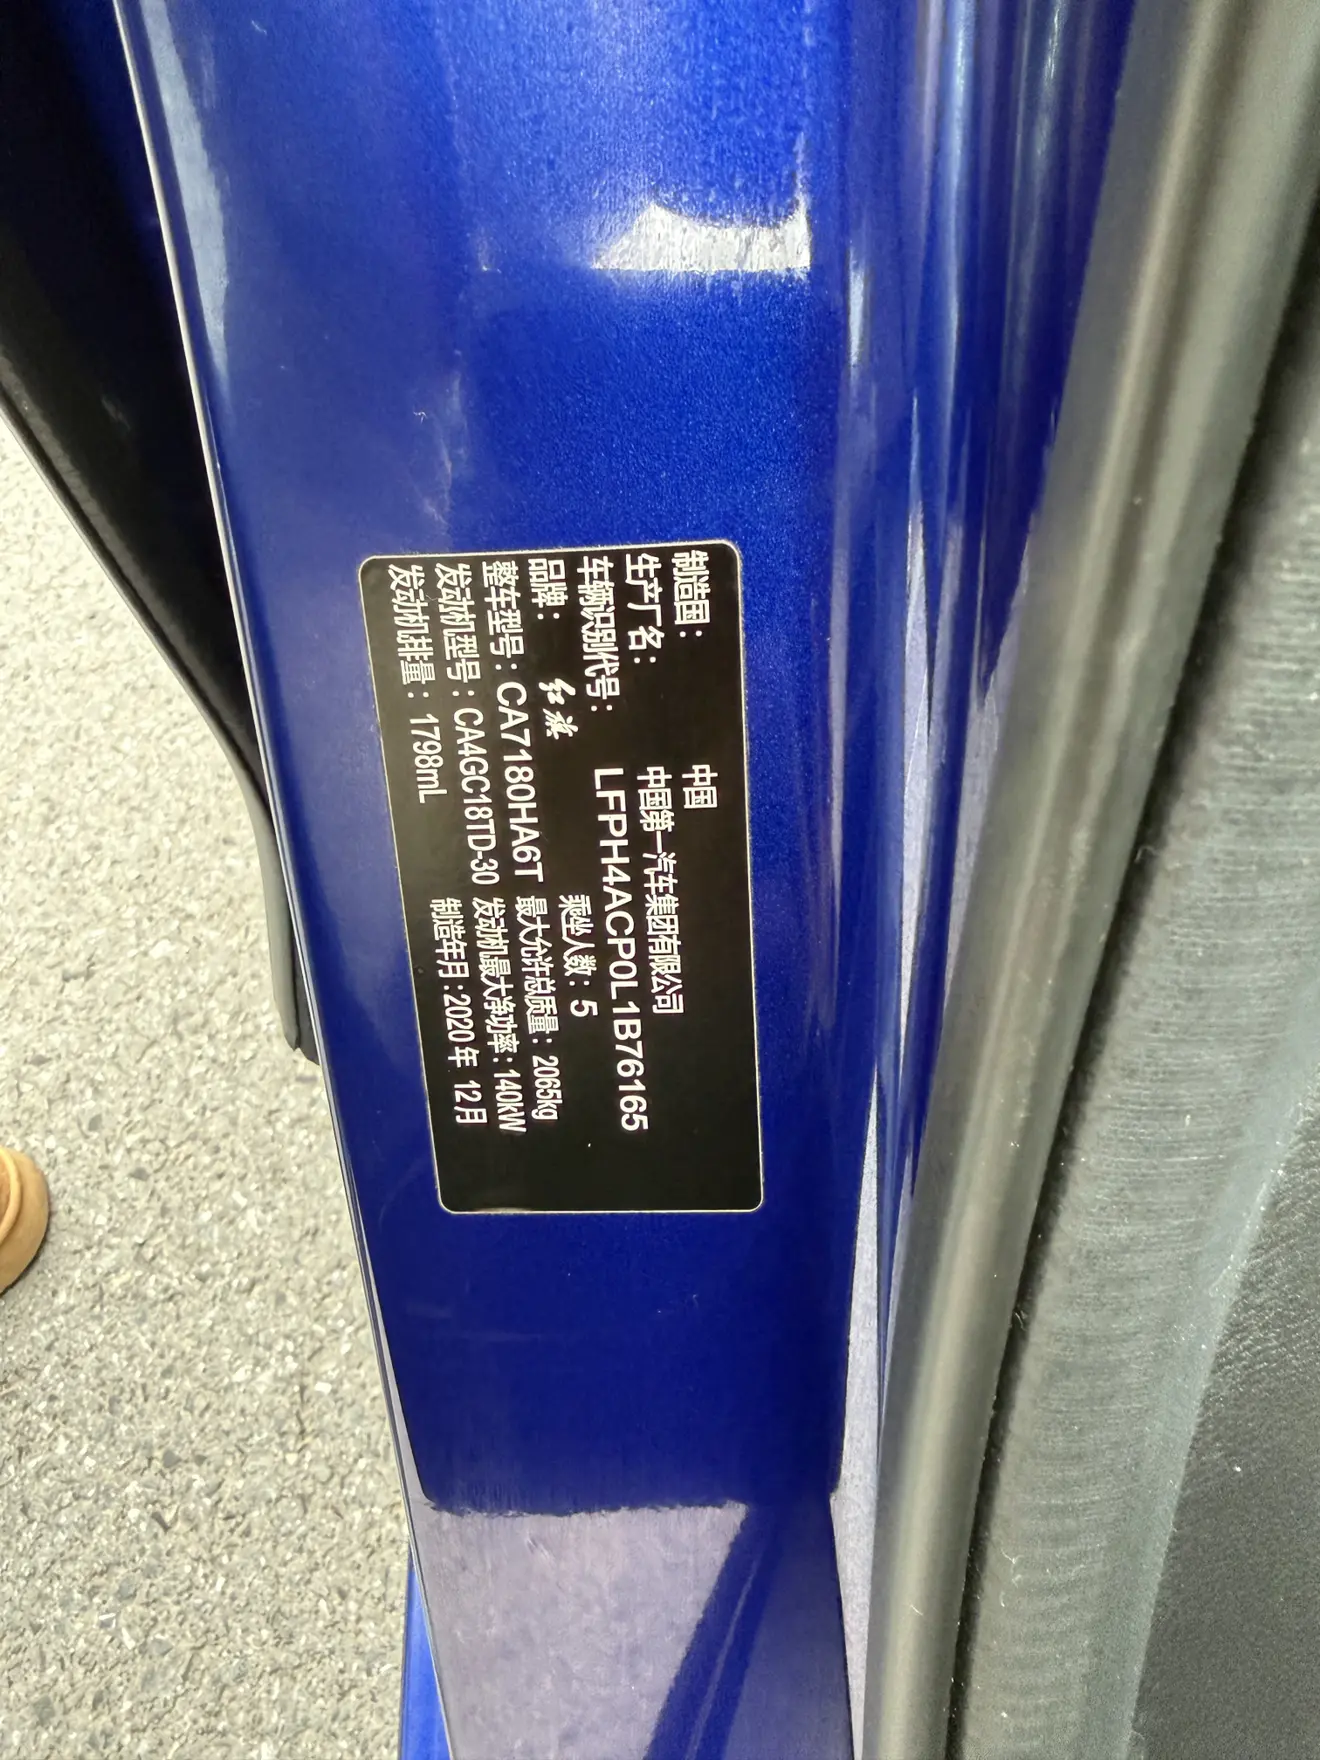 制造国： 中国
生产厂名： 中国第一汽车集团有限公司
车辆识别代号： LFPH4ACP0L1B76165
品牌： 红旗 乘坐人数：5
整车型号：CA7180HA6T 最大允许总质量：2065kg
发动机型号：CA4GC18TD-30 发动机最大净功率：140kW
发动机排量：1798mL 制造年月：2020年 12月